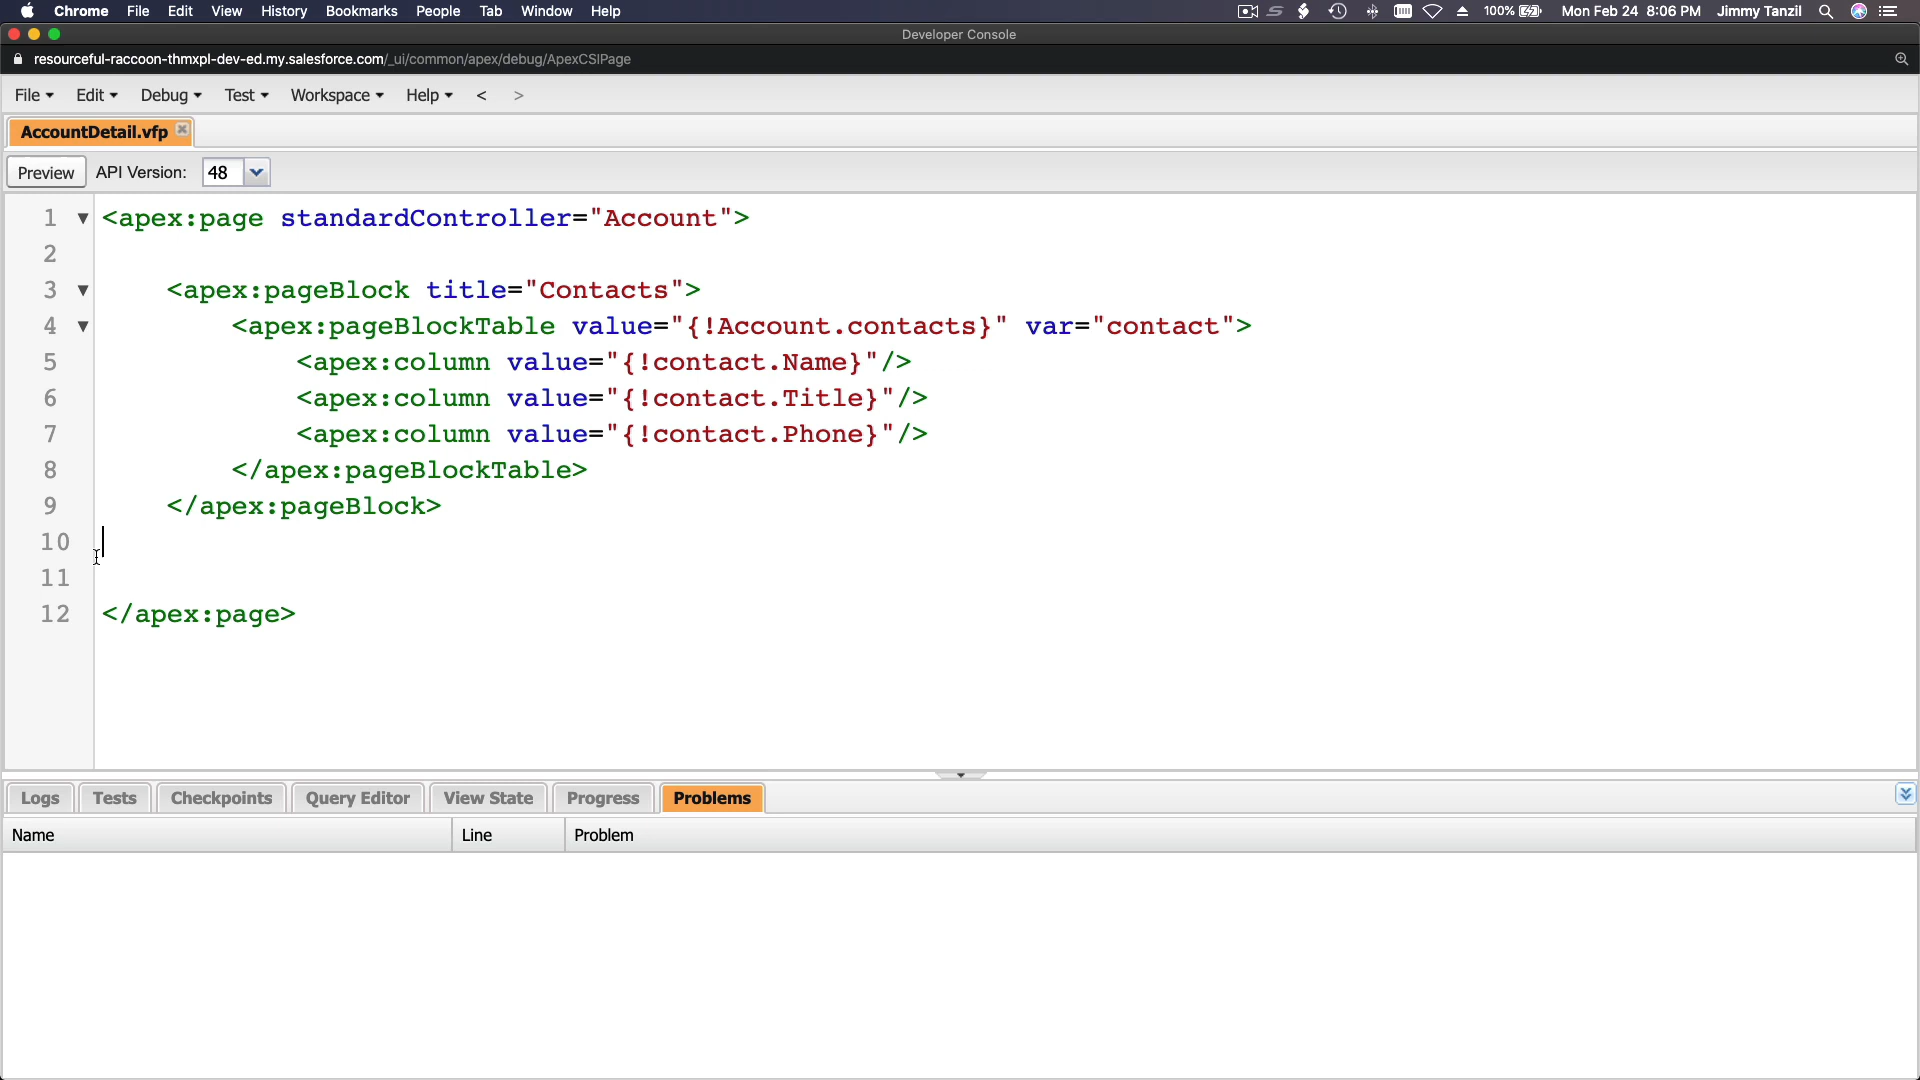 Chrome File Edit View History Bookmarks People Tab Window Help 100% Mon Feb 24 8:06 PM Jimmy Tanzil
Developer Console
resourceful-raccoon-thmxpl-dev-ed.my.salesforce.com/_ui/common/apex/debug/ApexCSIPage
File Edit Debug Test Workspace Help < >
AccountDetail.vfp
Preview API Version: 48
1 <apex:page standardController="Account">
2
3 <apex:pageBlock title="Contacts">
4 <apex:pageBlockTable value="{!Account.contacts}" var="contact">
5 <apex:column value="{!contact.Name}"/>
6 <apex:column value="{!contact.Title}"/>
7 <apex:column value="{!contact.Phone}"/>
8 </apex:pageBlockTable>
9 </apex:pageBlock>
10
11
12 </apex:page>
Logs Tests Checkpoints Query Editor View State Progress Problems
Name Line Problem